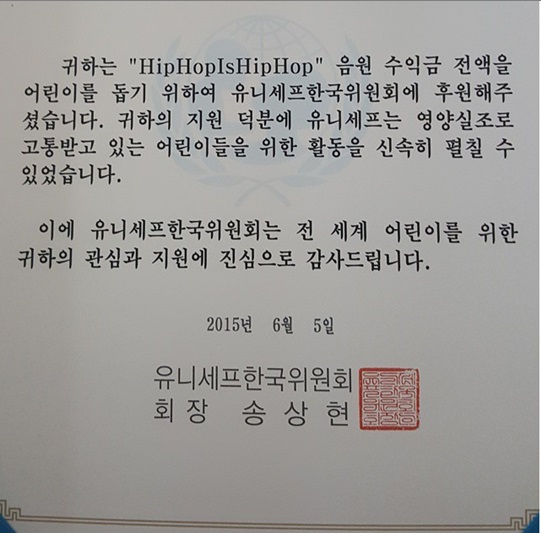 귀하는 "HipHopIsHipHop" 음원 수익금 전액을
어린이를 돕기 위하여 유니세프한국위원회에 후원해주
셨습니다. 귀하의 지원 덕분에 유니세프는 영양실조로
고통받고 있는 어린이들을 위한 활동을 신속히 펼칠 수
있었습니다.
이에 유니세프한국위원회는 전 세계 어린이를 위한
귀하의 관심과 지원에 진심으로 감사드립니다.
2015년 6월 5일
유니세프한국위원회
회장 송상현